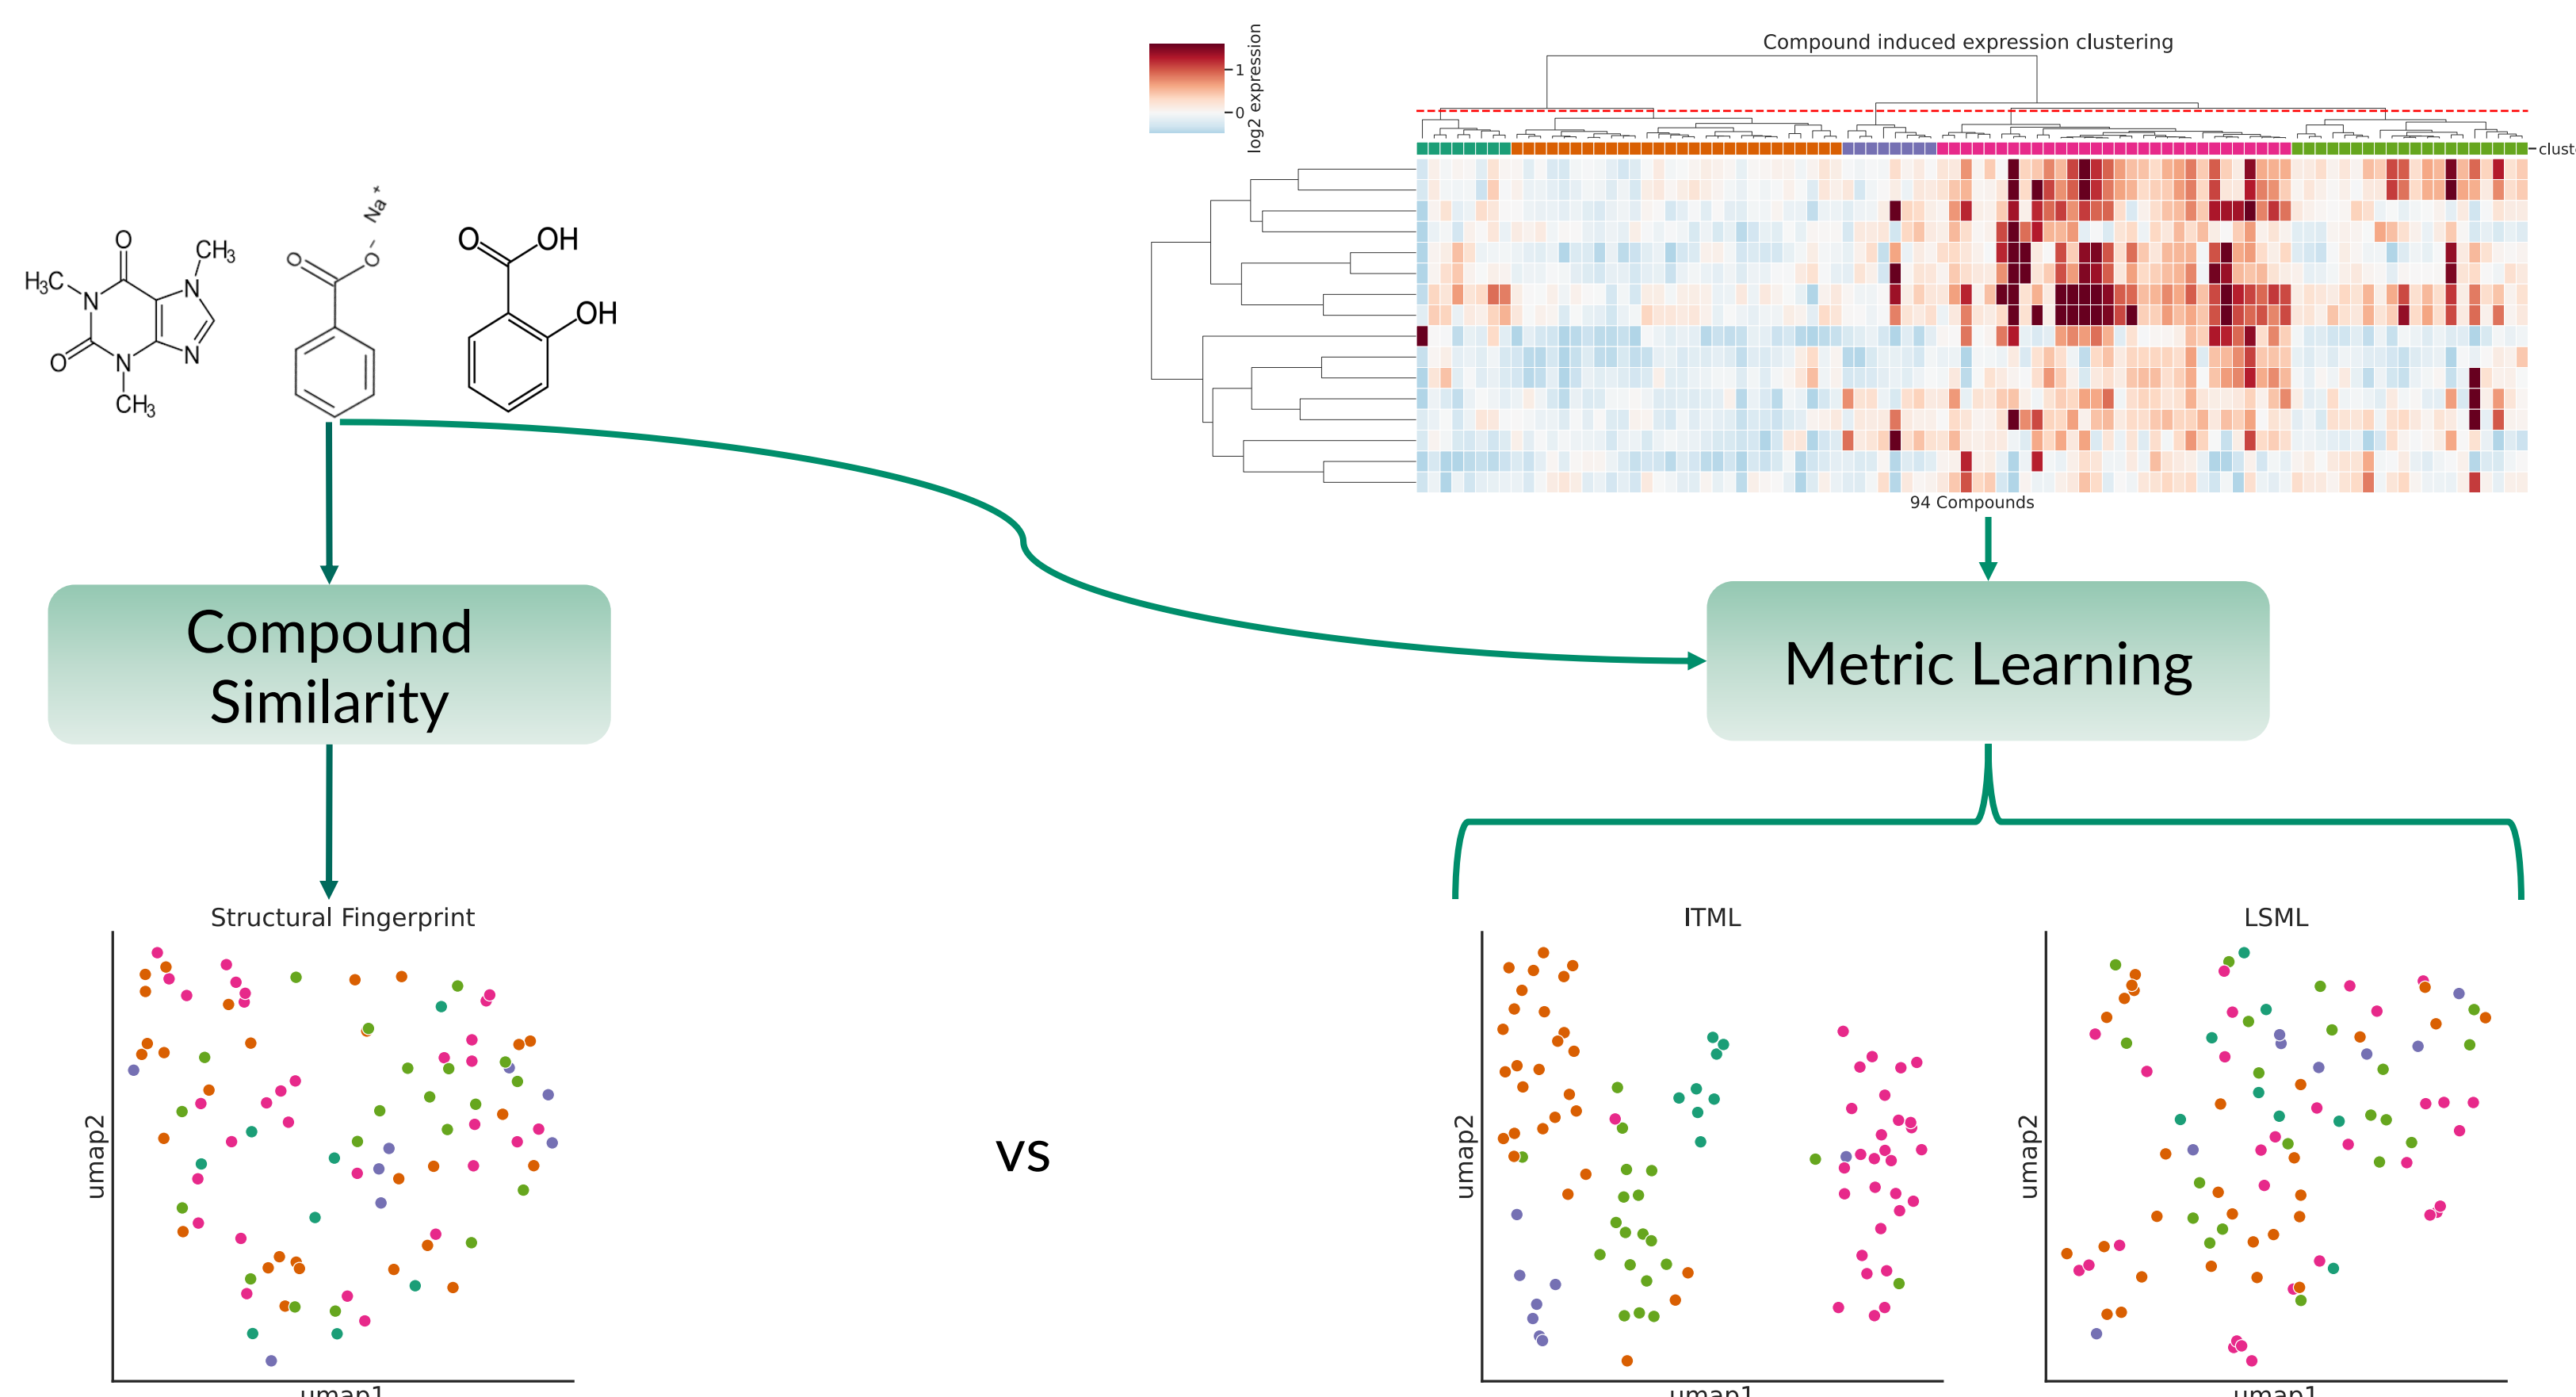 Compound induced expression clustering
log2 expression
1
0
clust
94 Compounds
O
CH3
H3C
N
N
O
N
N
CH3
O
O
-
Na
+
O
OH
OH
Compound
Similarity
Metric Learning
Structural Fingerprint
umap2
umap1
vs
ITML
umap2
umap1
LSML
umap2
umap1